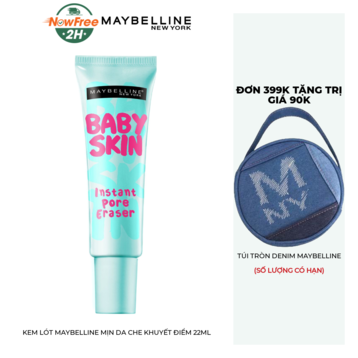 NowFree
2H
MAYBELLINE
NEW YORK
MAYBELLINE
NEW YORK
BABY
SKIN
Instant
Pore
Eraser
KEM LÓT MAYBELLINE MỊN DA CHE KHUYẾT ĐIỂM 22ML
ĐƠN 399K TẶNG TRỊ
GIÁ 90K
M
NY
TÚI TRÒN DENIM MAYBELLINE
(SỐ LƯỢNG CÓ HẠN)